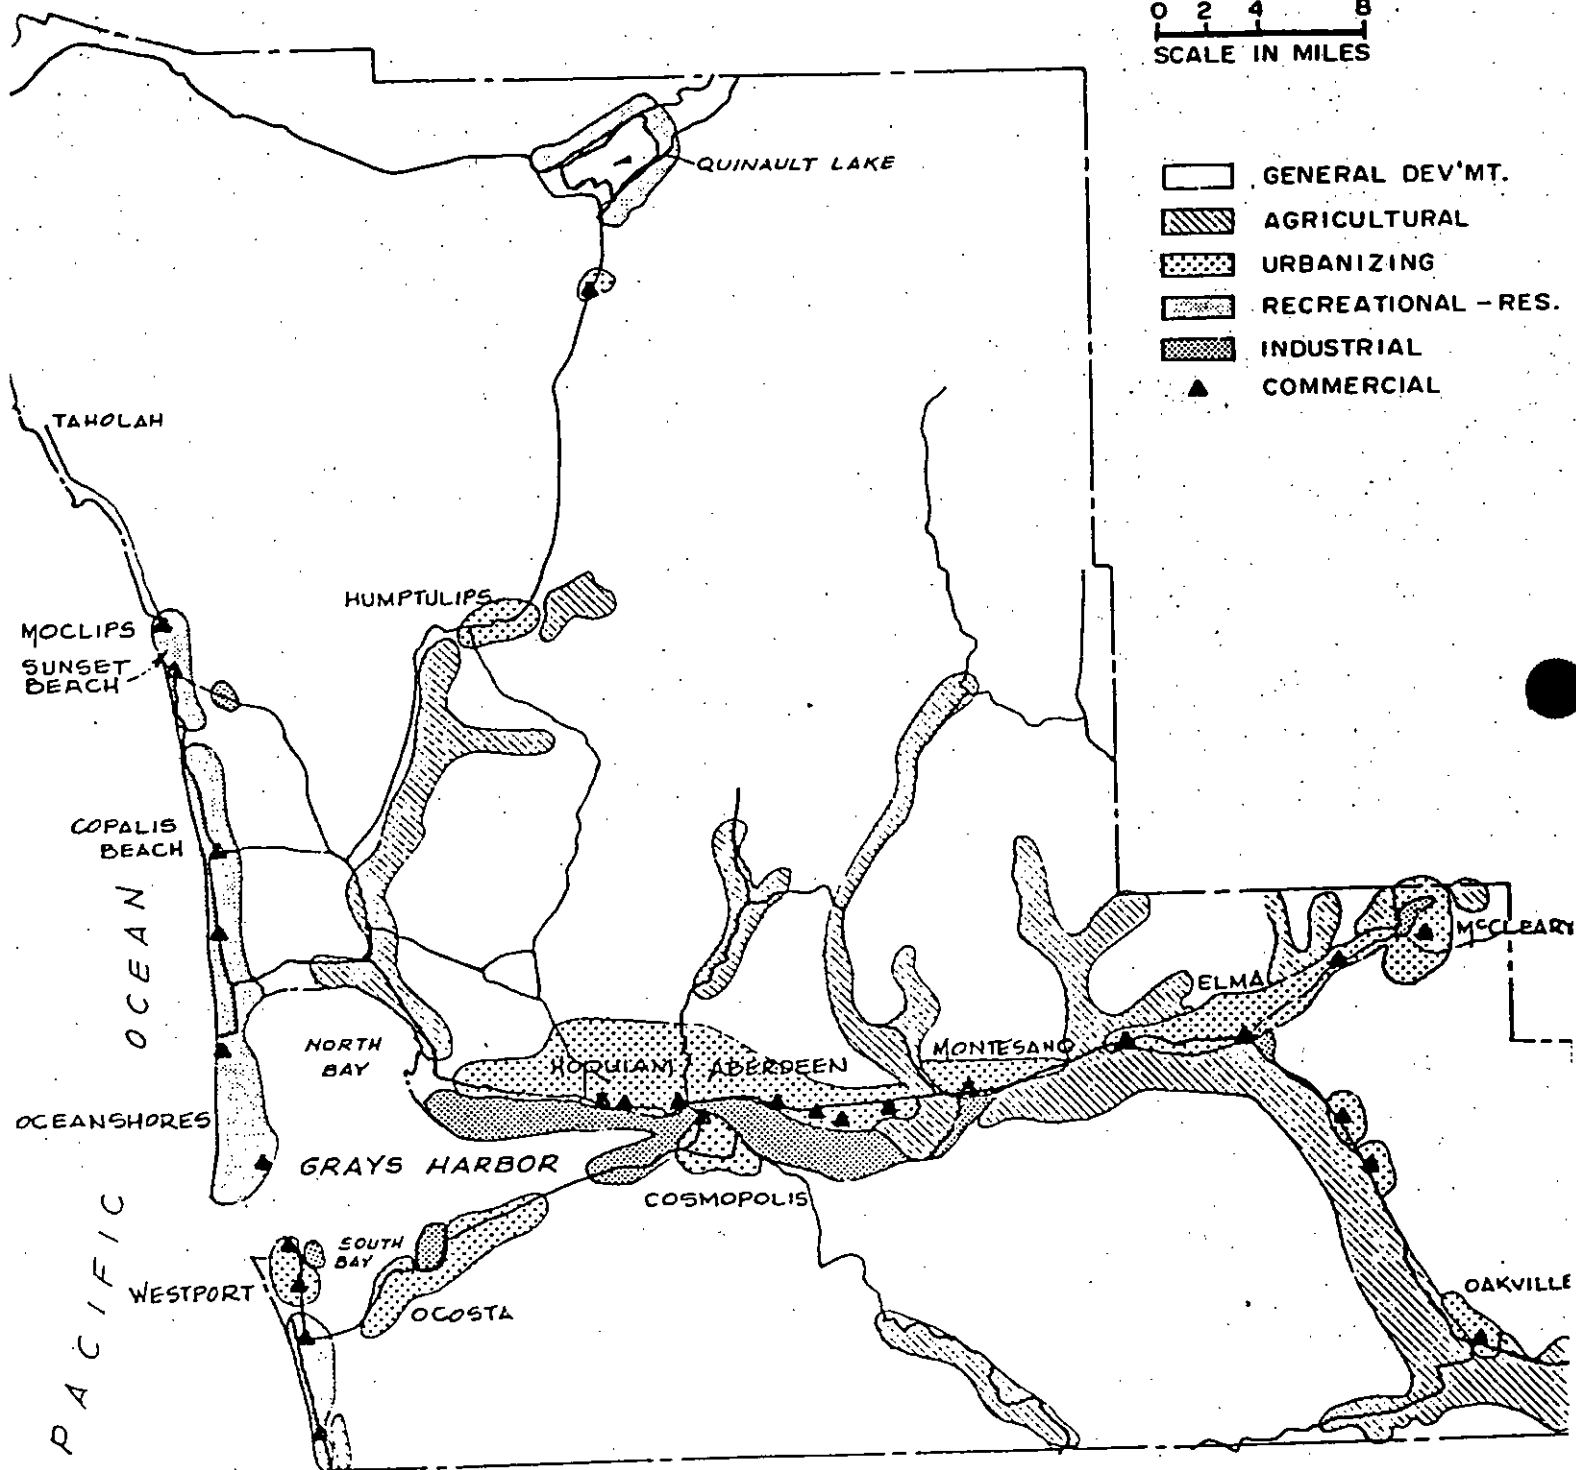 0 2 4 8
SCALE IN MILES
QUINAULT LAKE
GENERAL DEV'MT.
AGRICULTURAL
URBANIZING
RECREATIONAL - RES.
INDUSTRIAL
COMMERCIAL
TAHOLAH
HUMPTULIPS
MOCLIPS
SUNSET
BEACH
COPALIS
BEACH
PACIFIC OCEAN
McCLEARY
ELMA
NORTH
BAY
HOQUIAM
ABERDEEN
MONTESANO
OCEANSHORES
GRAYS HARBOR
COSMOPOLIS
SOUTH
BAY
WESTPORT
OCOSTA
OAKVILLE